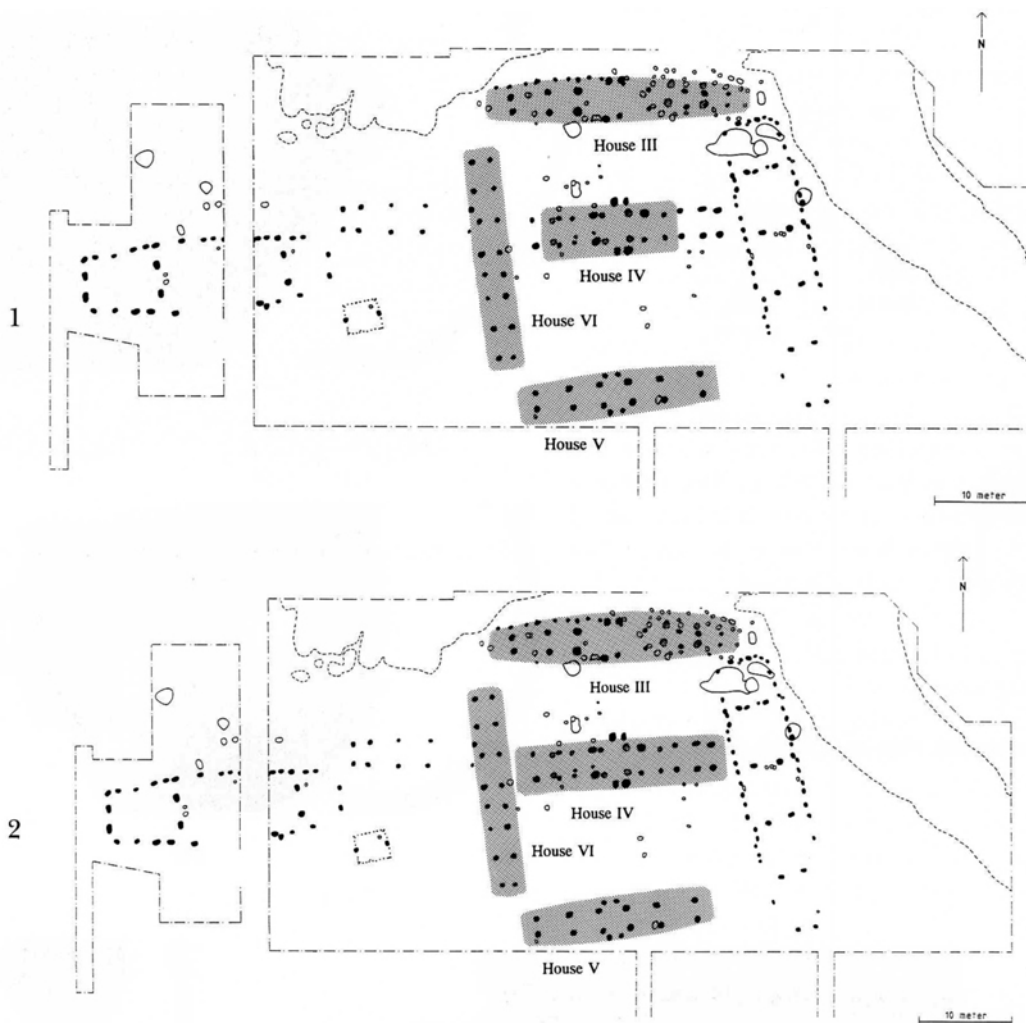 N
House III
House IV
1
House VI
House V
10 meter
N
House III
House IV
2
House VI
House V
10 meter